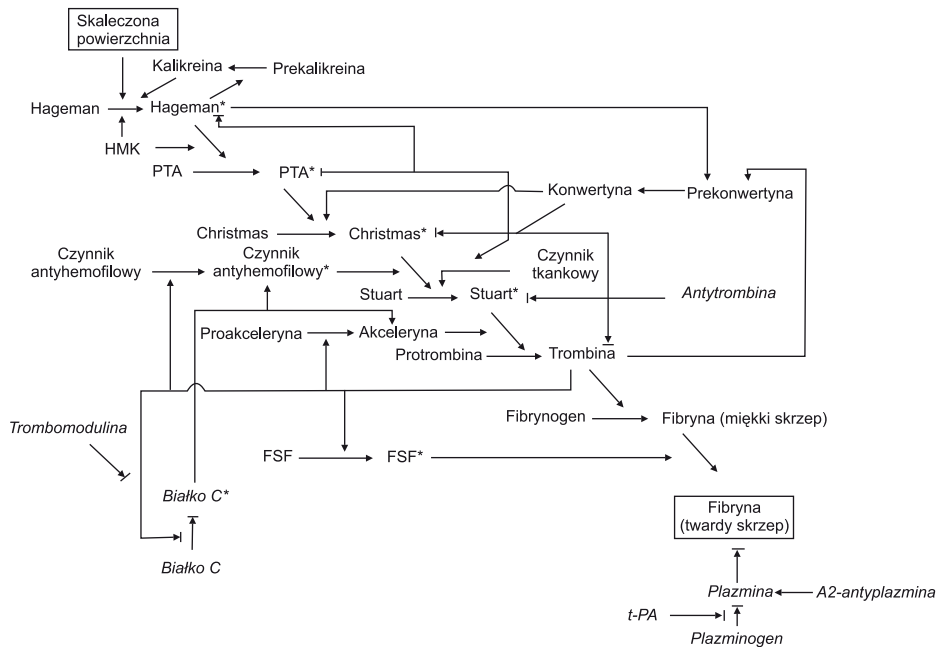 Skaleczona
powierzchnia
Kalikreina
Prekalikreina
Hageman
Hageman*
HMK
PTA
PTA*
Konwertyna
Prekonwertyna
Christmas
Christmas*
Czynnik
antyhemofilowy
Czynnik
antyhemofilowy*
Czynnik
tkankowy
Stuart
Stuart*
Antytrombina
Proakceleryna
Akceleryna
Protrombina
Trombina
Fibrynogen
Fibryna (miękki skrzep)
Trombomodulina
FSF
FSF*
Białko C*
Białko C
Fibryna
(twardy skrzep)
Plazmina
A2-antyplazmina
t-PA
Plazminogen